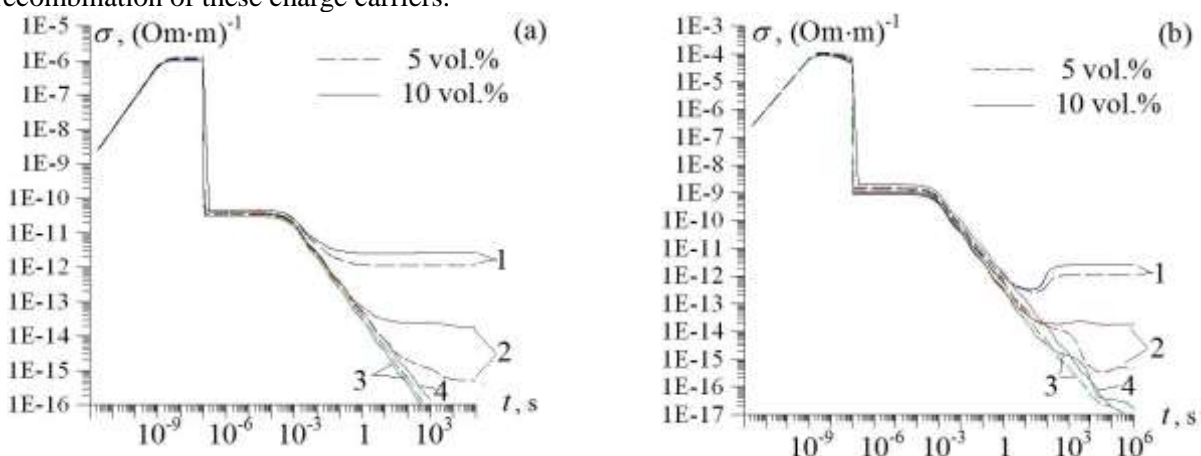 recombination of these charge carriers.
σ, (Om·m)⁻¹
(a)
5 vol.%
10 vol.%
1E-5
1E-6
1E-7
1E-8
1E-9
1E-10
1E-11
1E-12
1E-13
1E-14
1E-15
1E-16
1
2
3
4
t, s
10⁻⁹ 10⁻⁶ 10⁻³ 1 10³
σ, (Om·m)⁻¹
(b)
5 vol.%
10 vol.%
1E-3
1E-4
1E-5
1E-6
1E-7
1E-8
1E-9
1E-10
1E-11
1E-12
1E-13
1E-14
1E-15
1E-16
1E-17
1
2
3
4
t, s
10⁻⁹ 10⁻⁶ 10⁻³ 1 10³ 10⁶